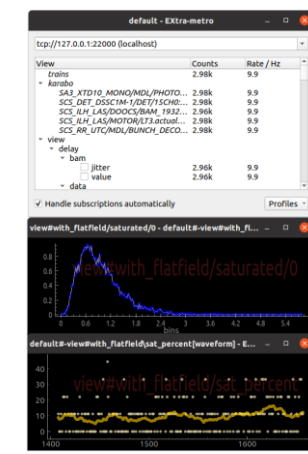 default - EXtra-metro
tcp://127.0.0.1:22000 (localhost)
View Counts Rate / Hz
trains 2.98k 9.9
karabo
SA3_XTD10_MONO/MDL/PHOTO... 2.98k 9.9
SCS_DET_DSSC1M-1/DET/15CH0:... 2.98k 9.9
SCS_ILH_LAS/DOOCS/BAM_1932... 2.96k 9.9
SCS_ILH_LAS/MOTOR/LT3.actual... 2.98k 9.9
SCS_RR_UTC/MDL/BUNCH_DECO... 2.98k 9.9
view
delay
bam
jitter 2.96k 9.9
value 2.96k 9.9
data
Handle subscriptions automatically Profiles
view#with_flatfield/saturated/0 - default#-view#with_fl...
view#with_flatfield/saturated/0
0.8
0.6
0.4
0.2
0
0 0.6 1.2 1.8 2.4 3 3.6 4.2 4.8 5.4
bins
default#-view#with_flatfield\sat_percent[waveform] - E...
view#with_flatfield/sat_percent
40
30
20
10
0
1400 1500 1600